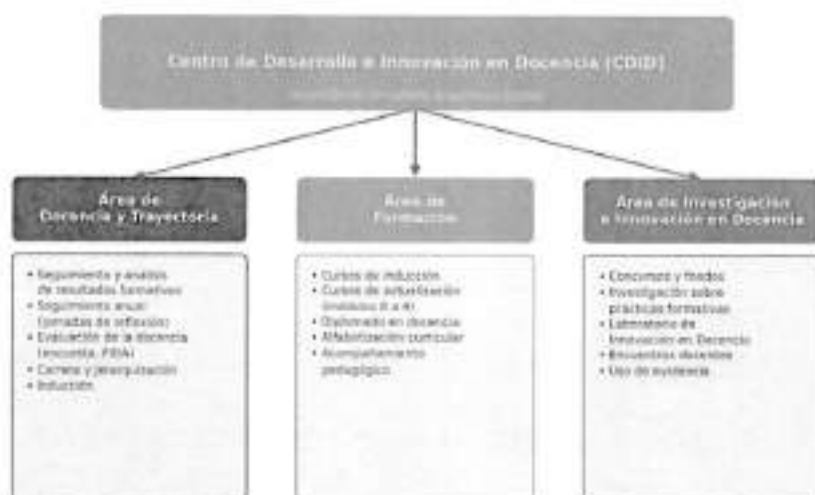 Centro de Desarrollo e Innovación en Docencia (CDID)
Área de
Docencia y Trayectoria
• Seguimiento y análisis
de resultados formativos
• Seguimiento anual
(jornadas de reflexión)
• Evaluación de la docencia
(encuesta,
• Carrera y jerarquización
• Inducción
Área de
Formación
• Cursos de inducción
• Cursos de actualización
(módulos
• Diplomado en docencia
• Alfabetización curricular
• Acompañamiento
pedagógico
Área de Investigación
e Innovación en Docencia
• Concursos y fondos
• Investigación sobre
prácticas formativas
• Laboratorio de
Innovación en Docencia
• Encuentros docentes
• Uso de evidencia